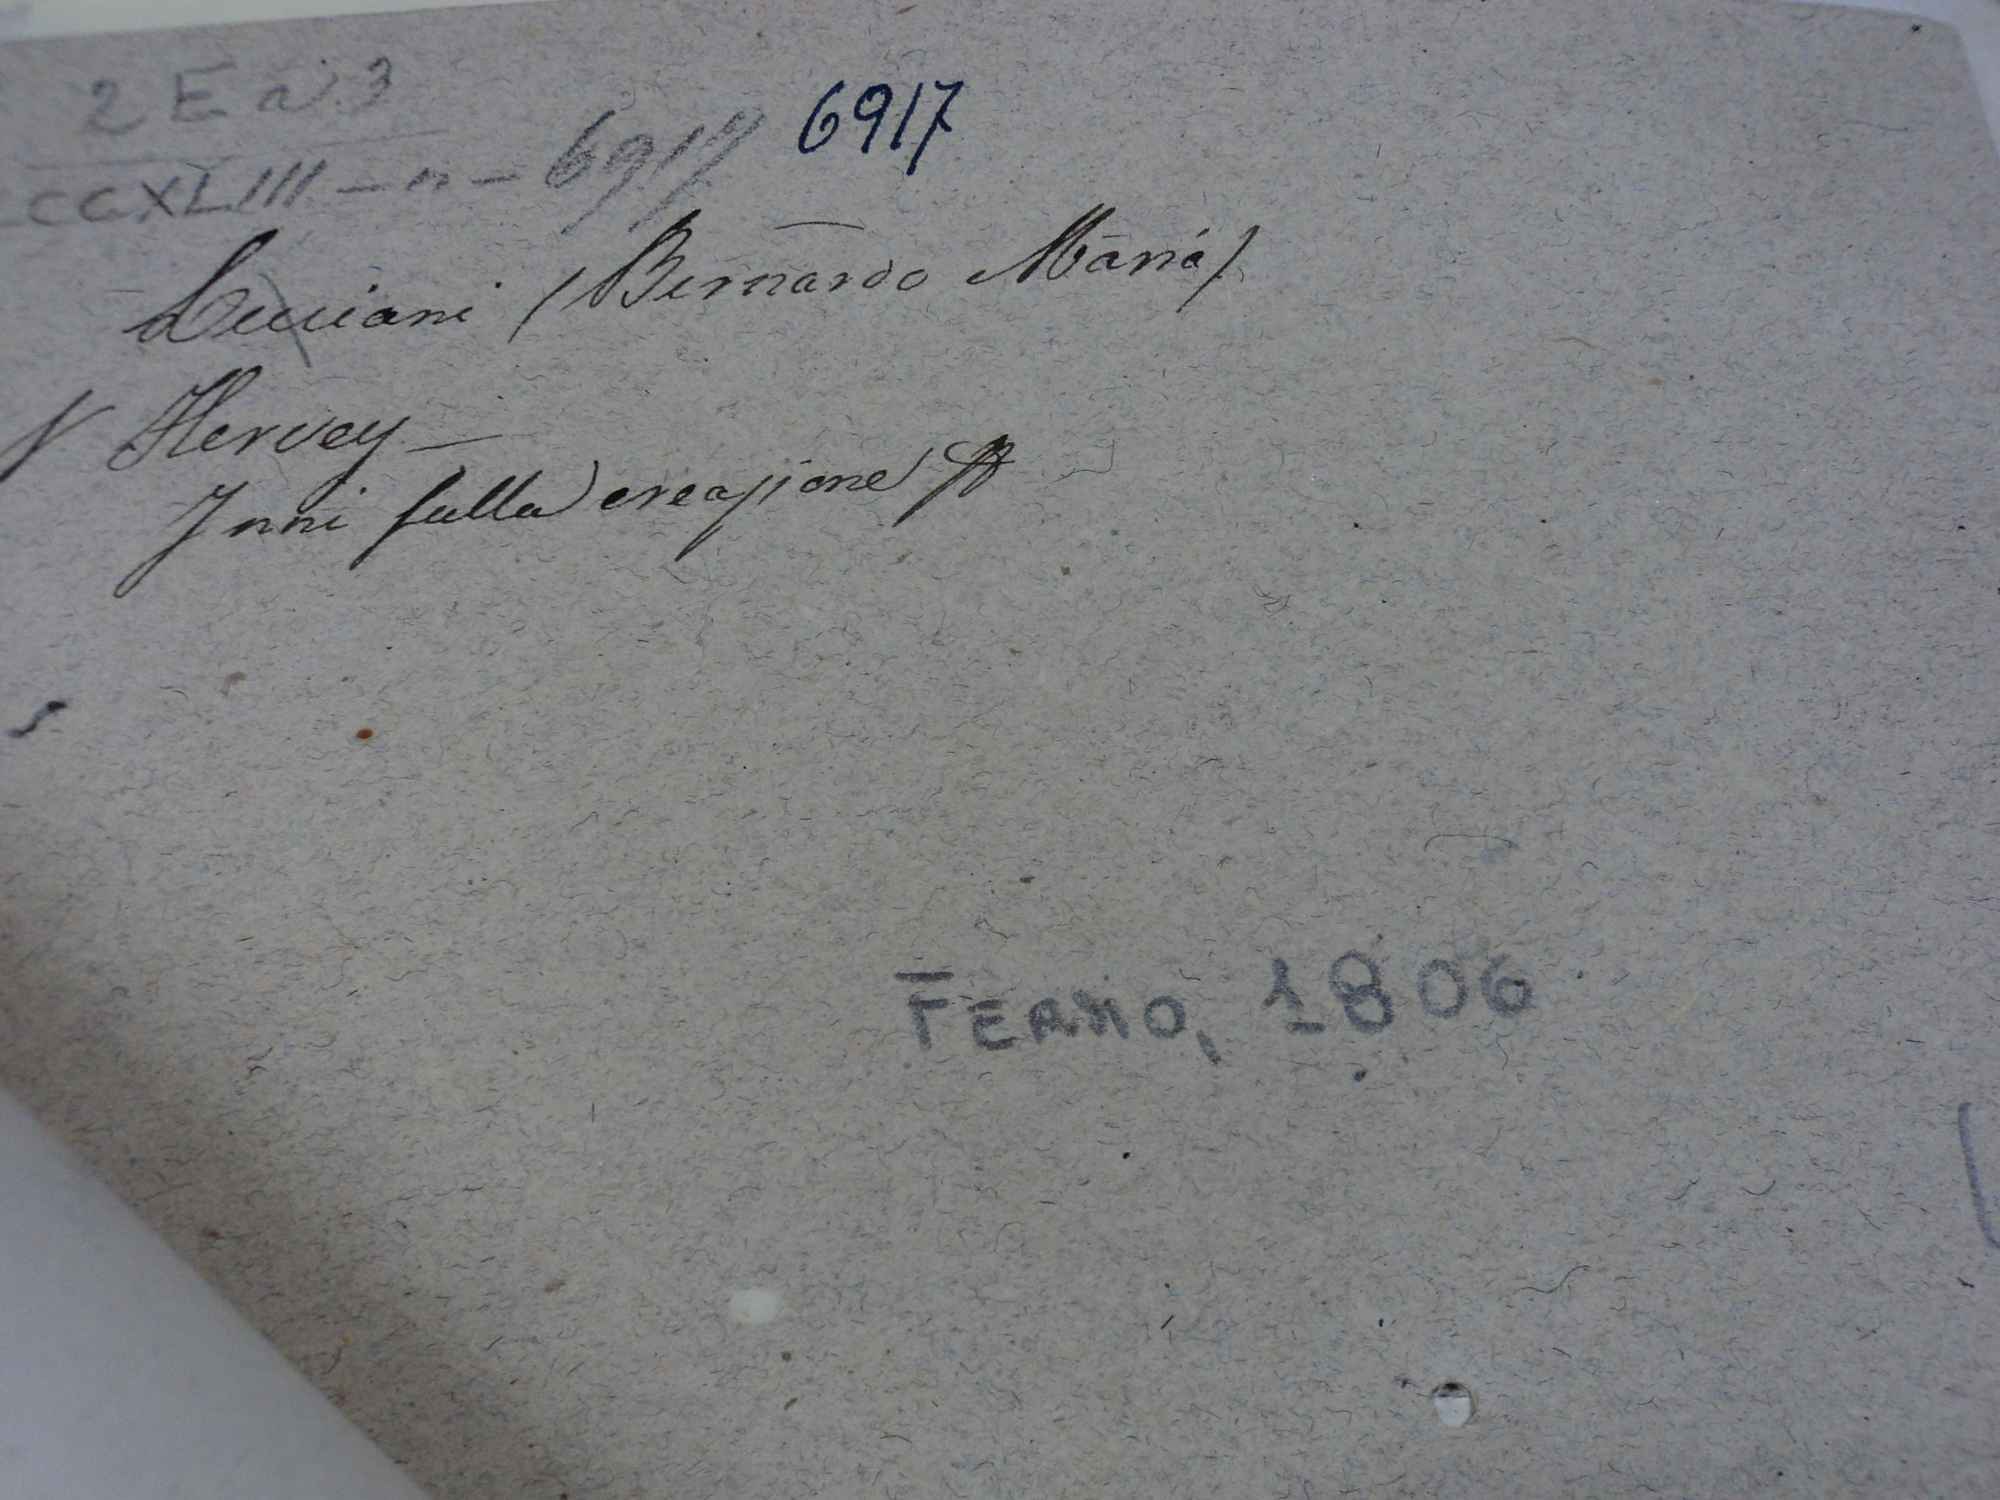 2 E a 3
CCXLIII - n - 6917 6917
Luciani (Bernardo Maria)
Hervey -
Inni sulla creazione
FERMO, 1806